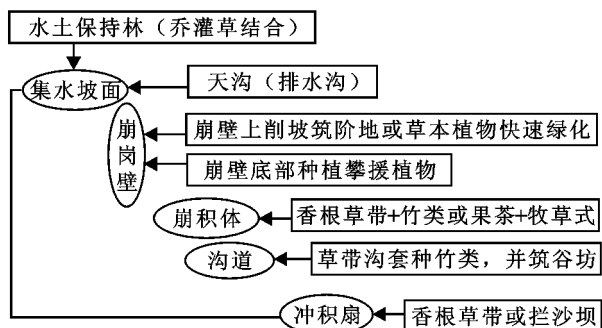 水土保持林（乔灌草结合）
集水坡面
天沟（排水沟）
崩岗壁
崩壁上削坡筑阶地或草本植物快速绿化
崩壁底部种植攀援植物
崩积体
香根草带+竹类或果茶+牧草式
沟道
草带沟套种竹类，并筑谷坊
冲积扇
香根草带或拦沙坝